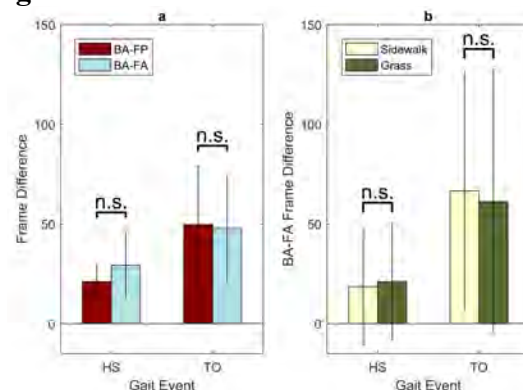 a
BA-FP
BA-FA
n.s.
n.s.
150
100
50
0
Frame Difference
HS
TO
Gait Event
b
Sidewalk
Grass
n.s.
n.s.
150
100
50
0
BA-FA Frame Difference
HS
TO
Gait Event